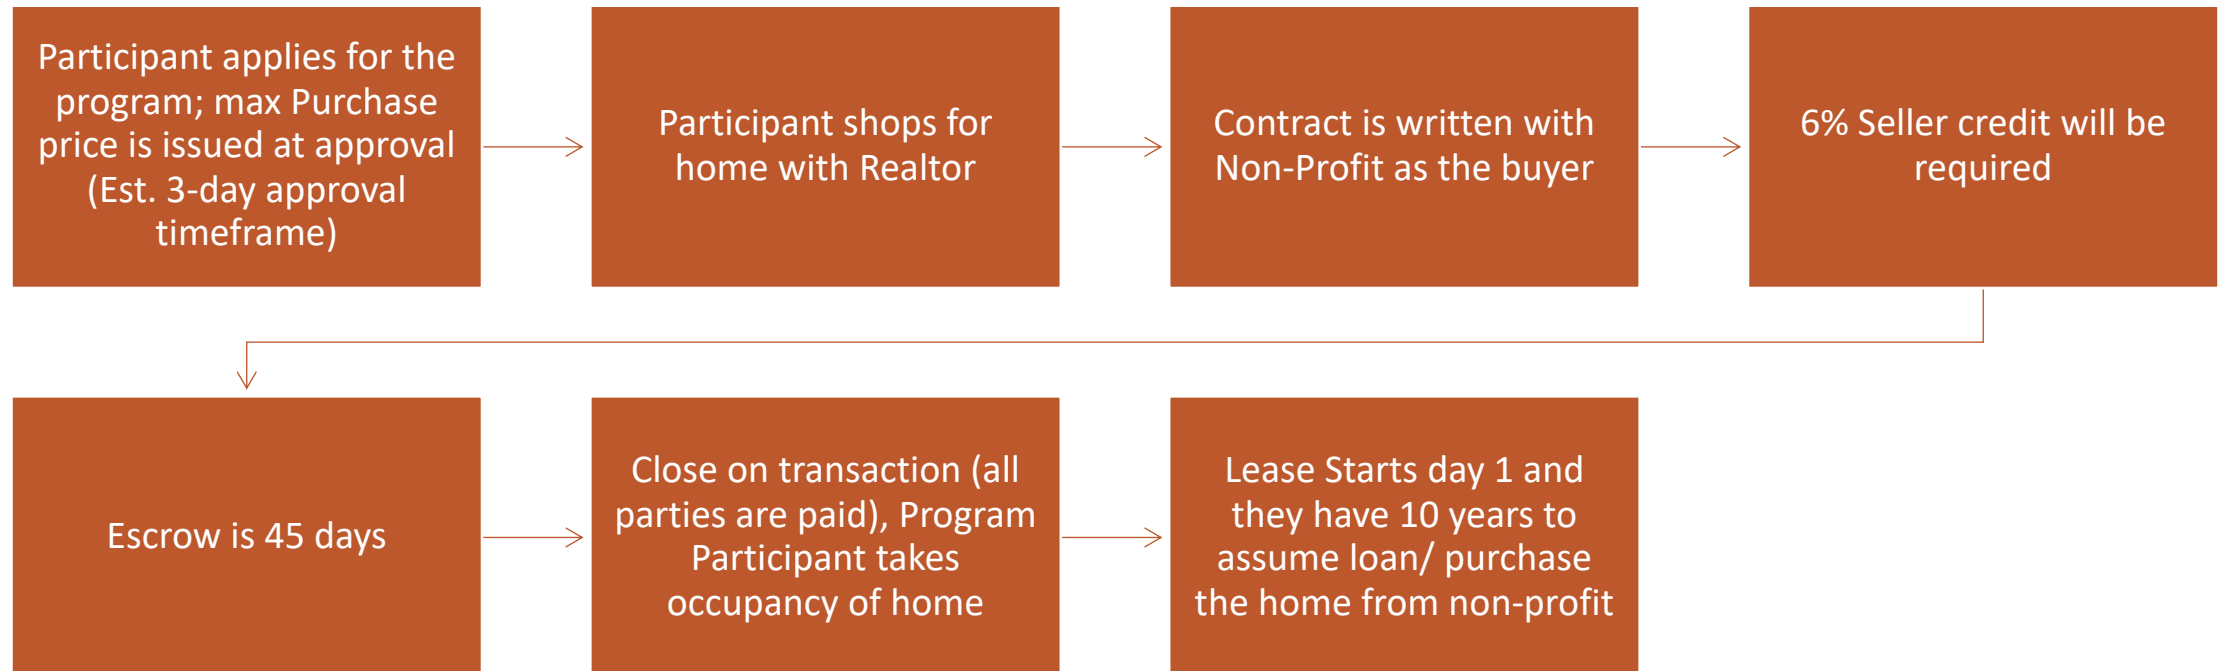 Participant applies for the
program; max Purchase
price is issued at approval
(Est. 3-day approval
timeframe)
Participant shops for
home with Realtor
Contract is written with
Non-Profit as the buyer
6% Seller credit will be
required
Escrow is 45 days
Close on transaction (all
parties are paid), Program
Participant takes
occupancy of home
Lease Starts day 1 and
they have 10 years to
assume loan/ purchase
the home from non-profit